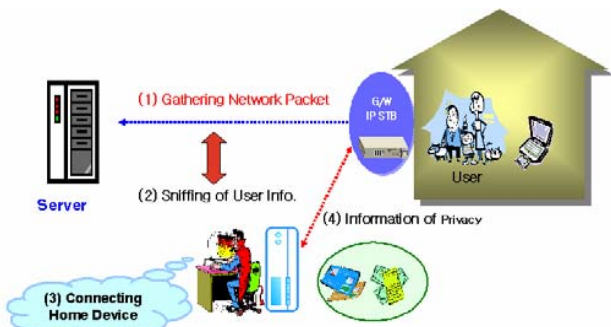 (1) Gathering Network Packet
G/W
IP STB
User
Server
(2) Sniffing of User Info.
(4) Information of Privacy
(3) Connecting
Home Device